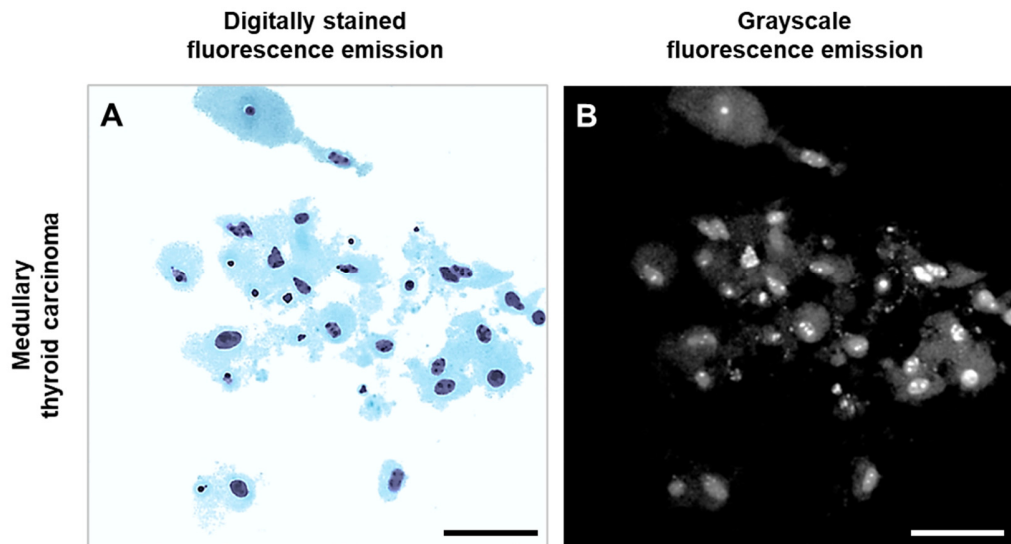 Digitally stained
fluorescence emission
Grayscale
fluorescence emission
A
B
Medullary
thyroid carcinoma